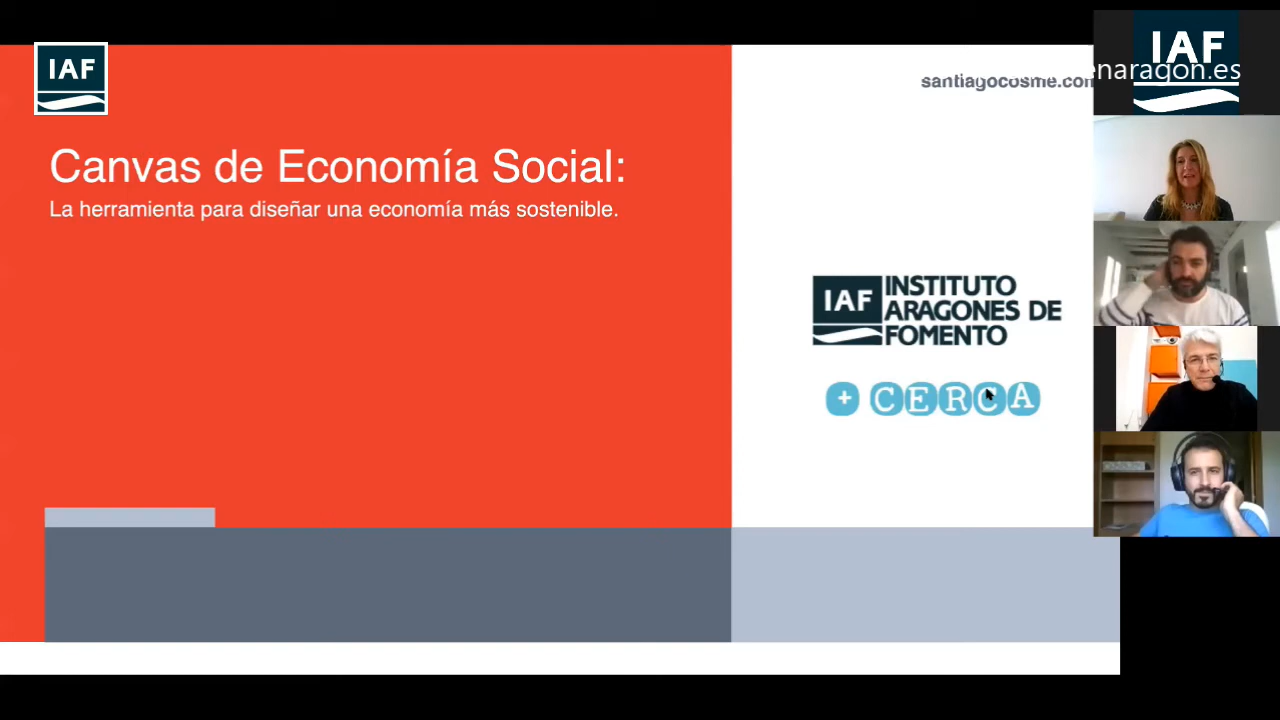 IAF
santiagocosme.com
IAF
enaragon.es
Canvas de Economía Social:
La herramienta para diseñar una economía más sostenible.
IAF
INSTITUTO
ARAGONES DE
FOMENTO
+ CERCA